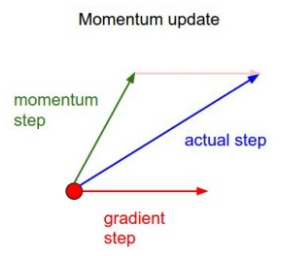 Momentum update
momentum
step
actual step
gradient
step